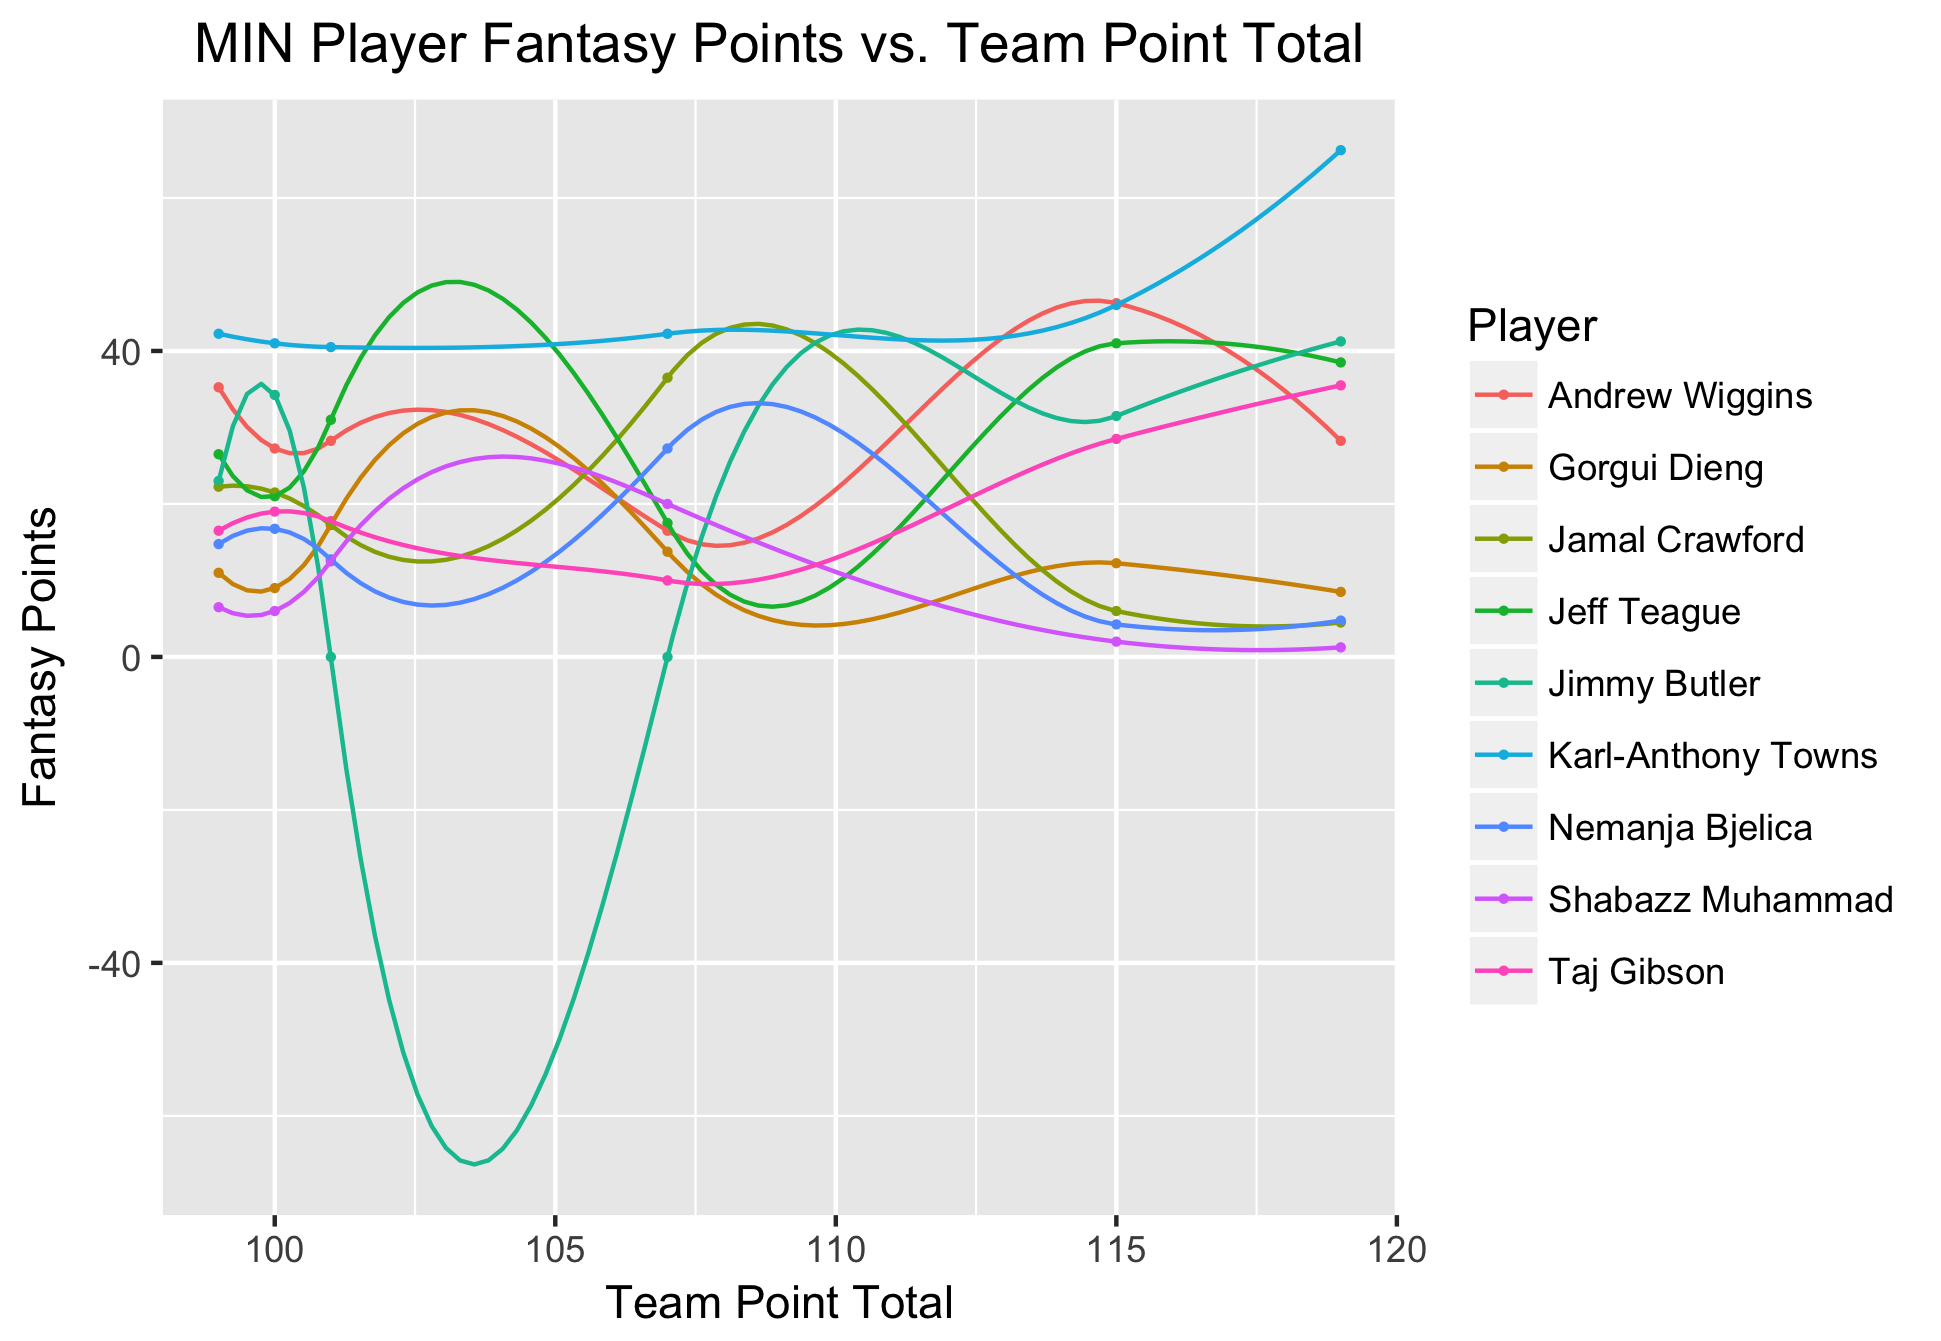 MIN Player Fantasy Points vs. Team Point Total
Fantasy Points
40
0
-40
100
105
110
115
120
Team Point Total
Player
Andrew Wiggins
Gorgui Dieng
Jamal Crawford
Jeff Teague
Jimmy Butler
Karl-Anthony Towns
Nemanja Bjelica
Shabazz Muhammad
Taj Gibson